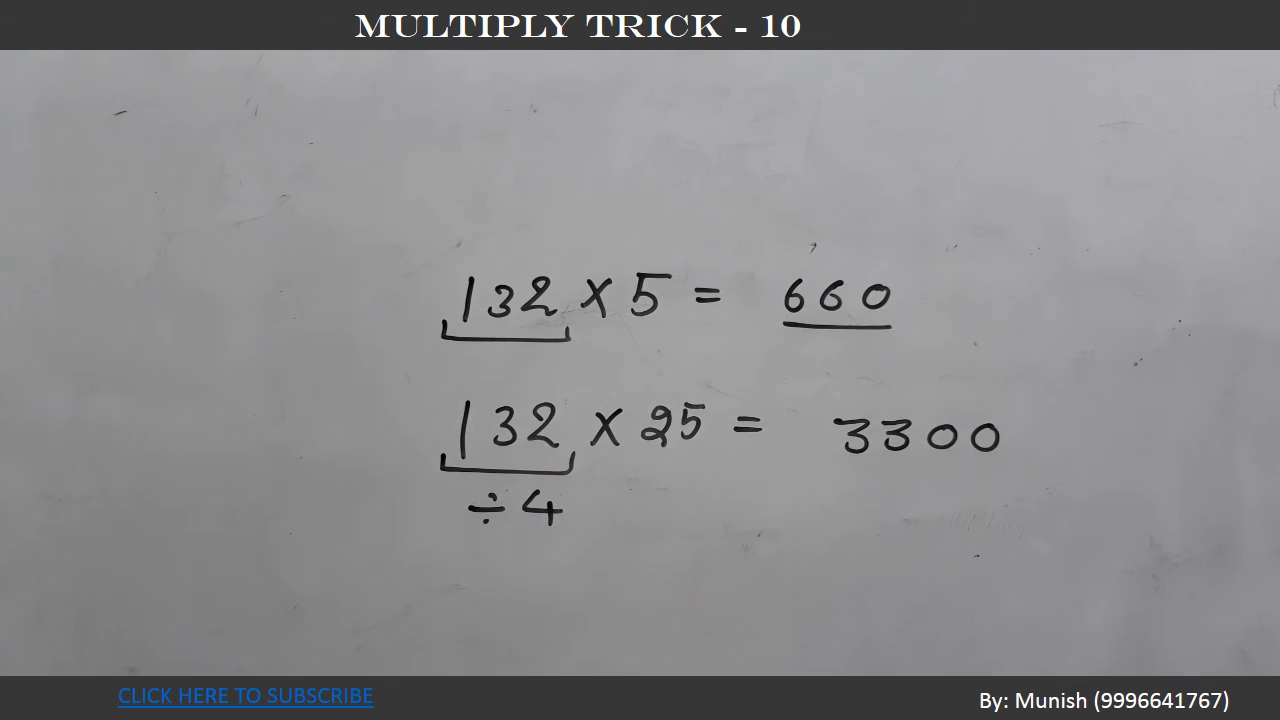 MULTIPLY TRICK - 10
132 × 5 = 660
132 × 25 = 3300
÷ 4
CLICK HERE TO SUBSCRIBE
By: Munish (9996641767)